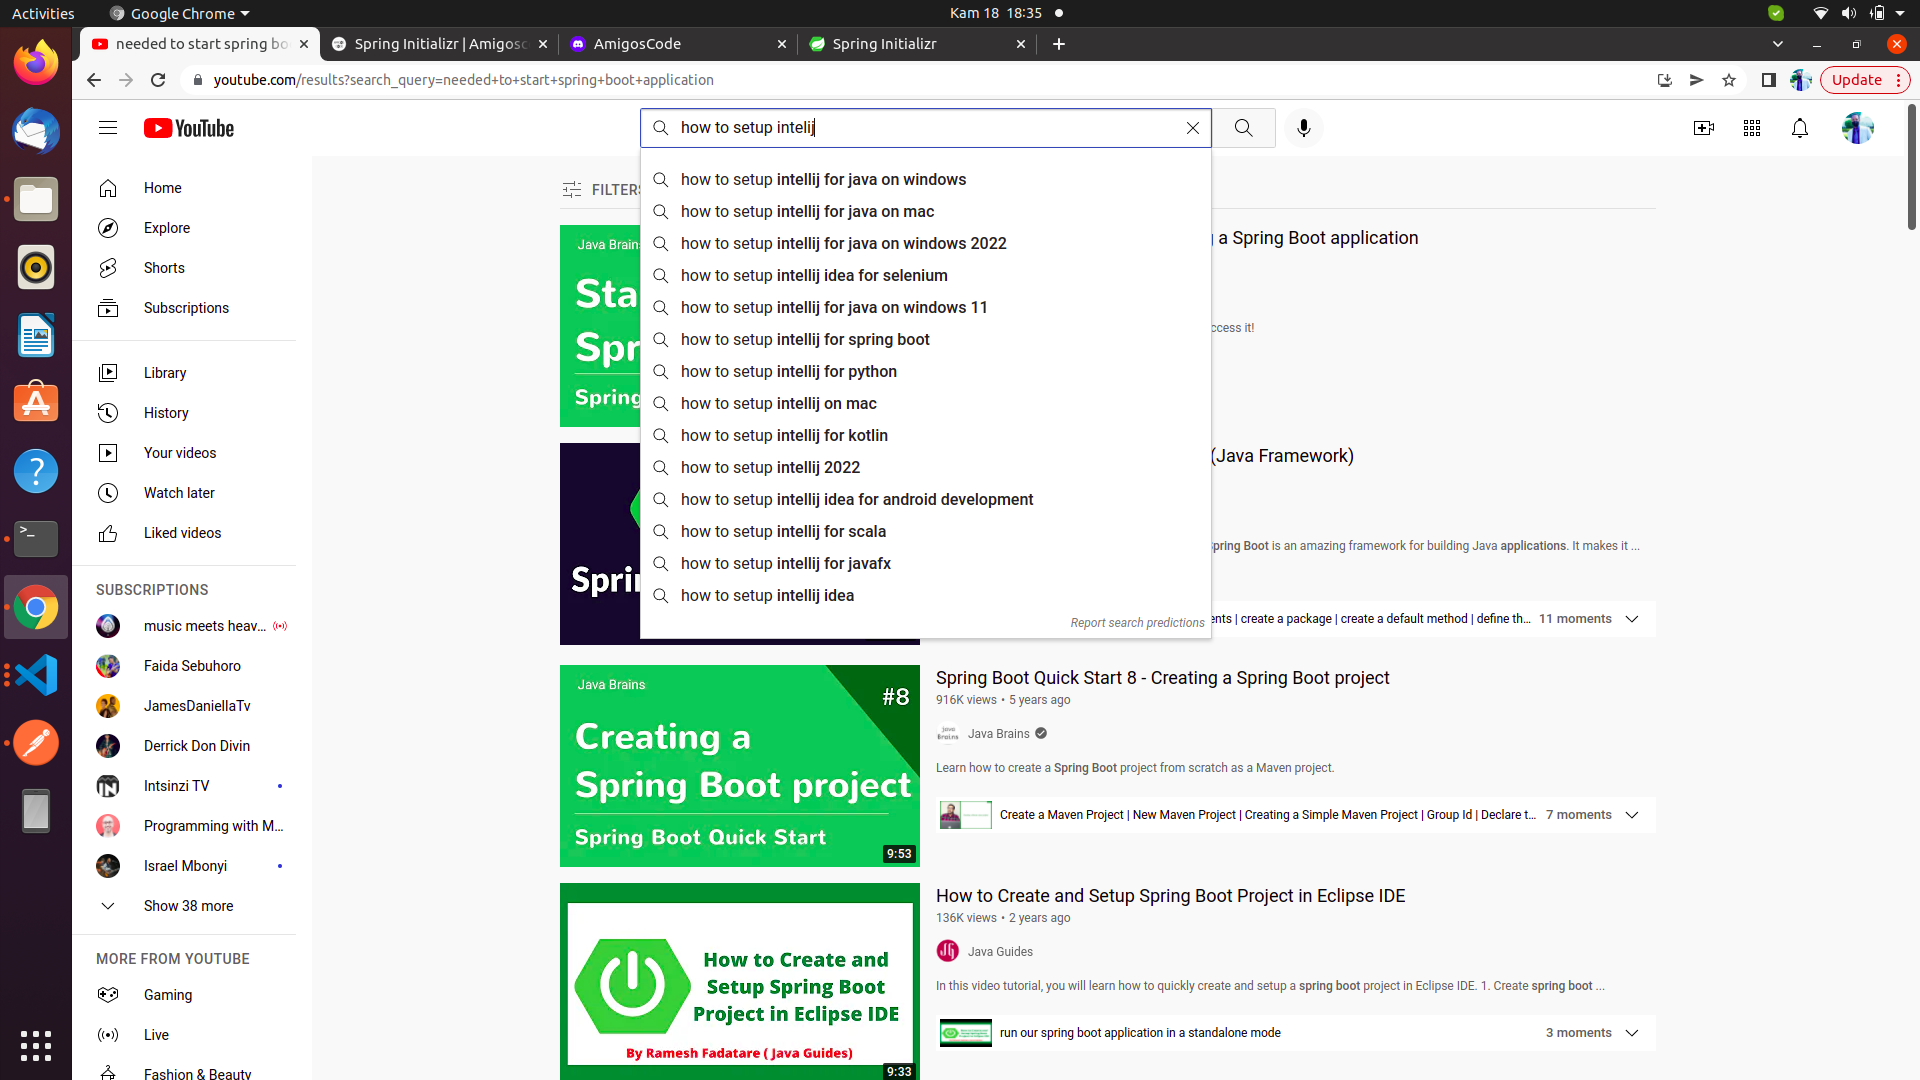 Activities
Google Chrome
Kam 18 18:35
needed to start spring bo
Spring Initializr | Amigosc
AmigosCode
Spring Initializr
youtube.com/results?search_query=needed+to+start+spring+boot+application
Update
YouTube
how to setup intelij
Home
Explore
Shorts
Subscriptions
Library
History
Your videos
Watch later
Liked videos
SUBSCRIPTIONS
music meets heav...
Faida Sebuhoro
JamesDaniellaTv
Derrick Don Divin
Intsinzi TV
Programming with M...
Israel Mbonyi
Show 38 more
MORE FROM YOUTUBE
Gaming
Live
Fashion & Beauty
FILTERS
how to setup intellij for java on windows
how to setup intellij for java on mac
how to setup intellij for java on windows 2022
how to setup intellij idea for selenium
how to setup intellij for java on windows 11
how to setup intellij for spring boot
how to setup intellij for python
how to setup intellij on mac
how to setup intellij for kotlin
how to setup intellij 2022
how to setup intellij idea for android development
how to setup intellij for scala
how to setup intellij for javafx
how to setup intellij idea
Report search predictions
Java Brains
Sta
Spr
Spring
a Spring Boot application
ccess it!
Spri
(Java Framework)
Spring Boot is an amazing framework for building Java applications. It makes it ...
nts | create a package | create a default method | define th...
11 moments
Java Brains
#8
Creating a
Spring Boot project
Spring Boot Quick Start
9:53
Spring Boot Quick Start 8 - Creating a Spring Boot project
916K views • 5 years ago
Java Brains
Learn how to create a Spring Boot project from scratch as a Maven project.
Create a Maven Project | New Maven Project | Creating a Simple Maven Project | Group Id | Declare t...
7 moments
How to Create and
Setup Spring Boot
Project in Eclipse IDE
By Ramesh Fadatare ( Java Guides)
9:33
How to Create and Setup Spring Boot Project in Eclipse IDE
136K views • 2 years ago
Java Guides
In this video tutorial, you will learn how to quickly create and setup a spring boot project in Eclipse IDE. 1. Create spring boot ...
run our spring boot application in a standalone mode
3 moments